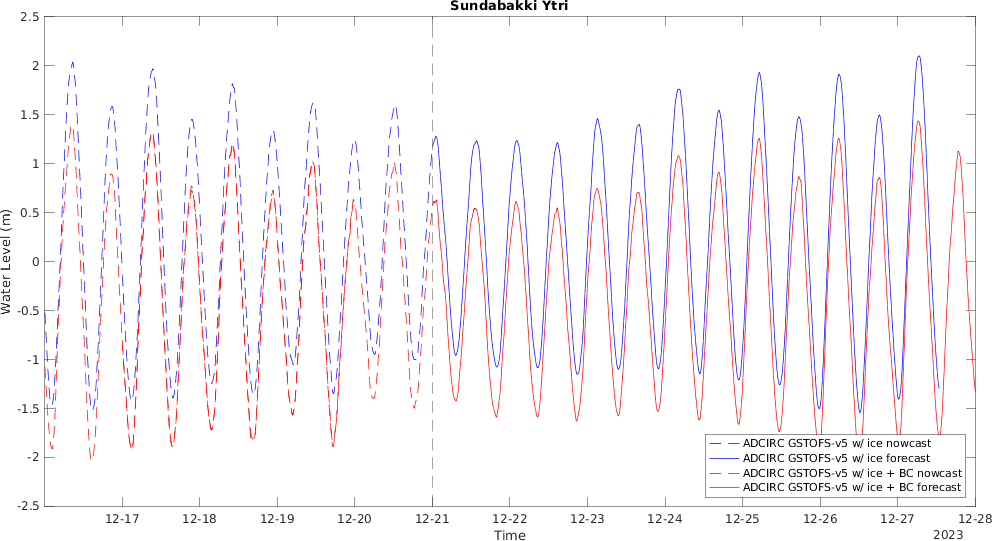 Sundabakki Ytri
2.5
2
1.5
1
0.5
0
-0.5
-1
-1.5
-2
-2.5
Water Level (m)
ADCIRC GSTOFS-v5 w/ ice nowcast
ADCIRC GSTOFS-v5 w/ ice forecast
ADCIRC GSTOFS-v5 w/ ice + BC nowcast
ADCIRC GSTOFS-v5 w/ ice + BC forecast
12-17 12-18 12-19 12-20 12-21 12-22 12-23 12-24 12-25 12-26 12-27 12-28
Time
2023